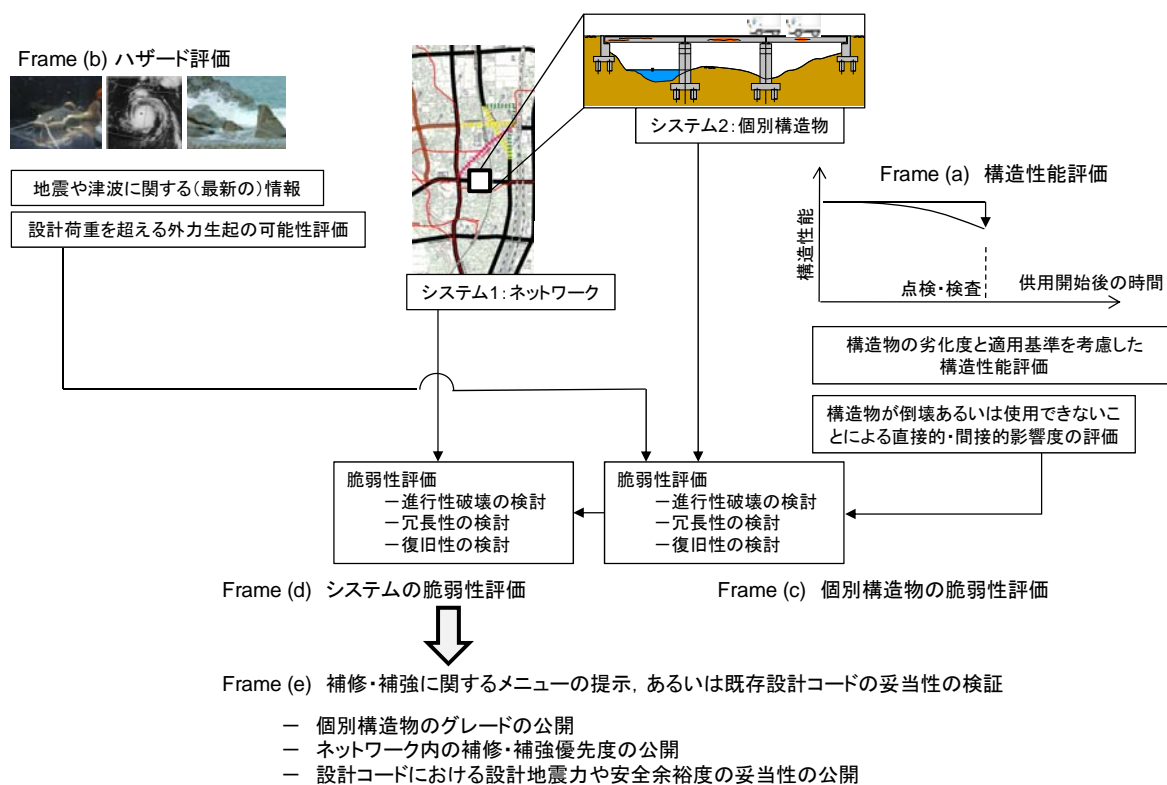 Frame (b) ハザード評価
地震や津波に関する(最新の)情報
設計荷重を超える外力生起の可能性評価
システム1:ネットワーク
システム2:個別構造物
Frame (a) 構造性能評価
構造性能
点検・検査
供用開始後の時間
構造物の劣化度と適用基準を考慮した
構造性能評価
構造物が倒壊あるいは使用できないこ
とによる直接的・間接的影響度の評価
脆弱性評価
－進行性破壊の検討
－冗長性の検討
－復旧性の検討
脆弱性評価
－進行性破壊の検討
－冗長性の検討
－復旧性の検討
Frame (d) システムの脆弱性評価
Frame (c) 個別構造物の脆弱性評価
Frame (e) 補修・補強に関するメニューの提示，あるいは既存設計コードの妥当性の検証
－ 個別構造物のグレードの公開
－ ネットワーク内の補修・補強優先度の公開
－ 設計コードにおける設計地震力や安全余裕度の妥当性の公開